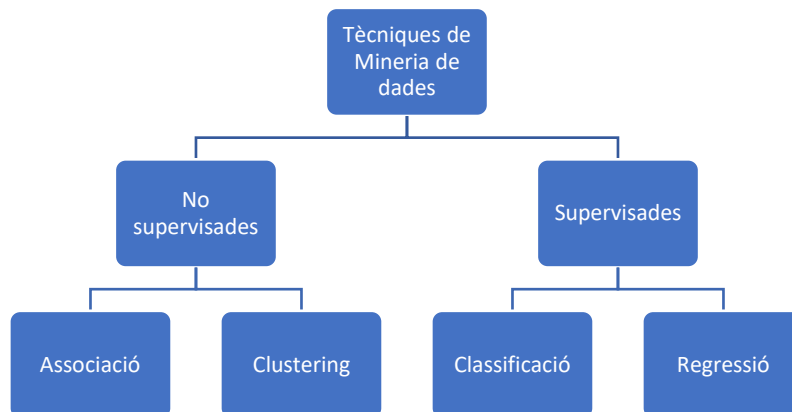 Tècniques de
Mineria de
dades
No
supervisades
Supervisades
Associació
Clustering
Classificació
Regressió